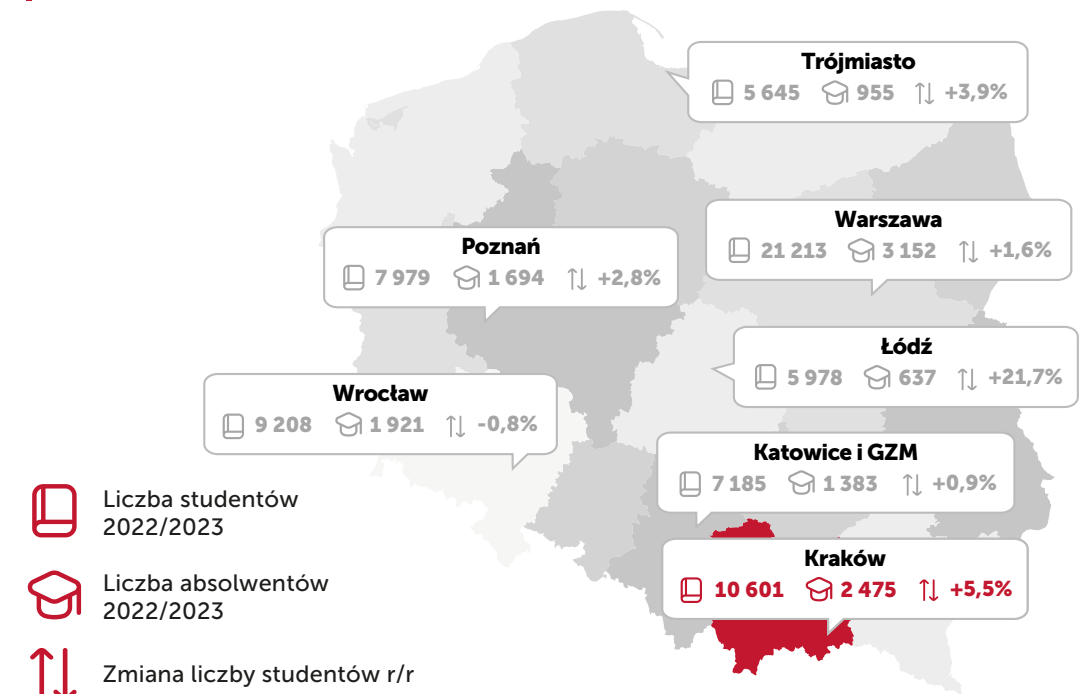 Trójmiasto
5 645 955 +3,9%
Warszawa
21 213 3 152 +1,6%
Poznań
7 979 1 694 +2,8%
Łódź
5 978 637 +21,7%
Wrocław
9 208 1 921 -0,8%
Katowice i GZM
7 185 1 383 +0,9%
Kraków
10 601 2 475 +5,5%
Liczba studentów
2022/2023
Liczba absolwentów
2022/2023
Zmiana liczby studentów r/r